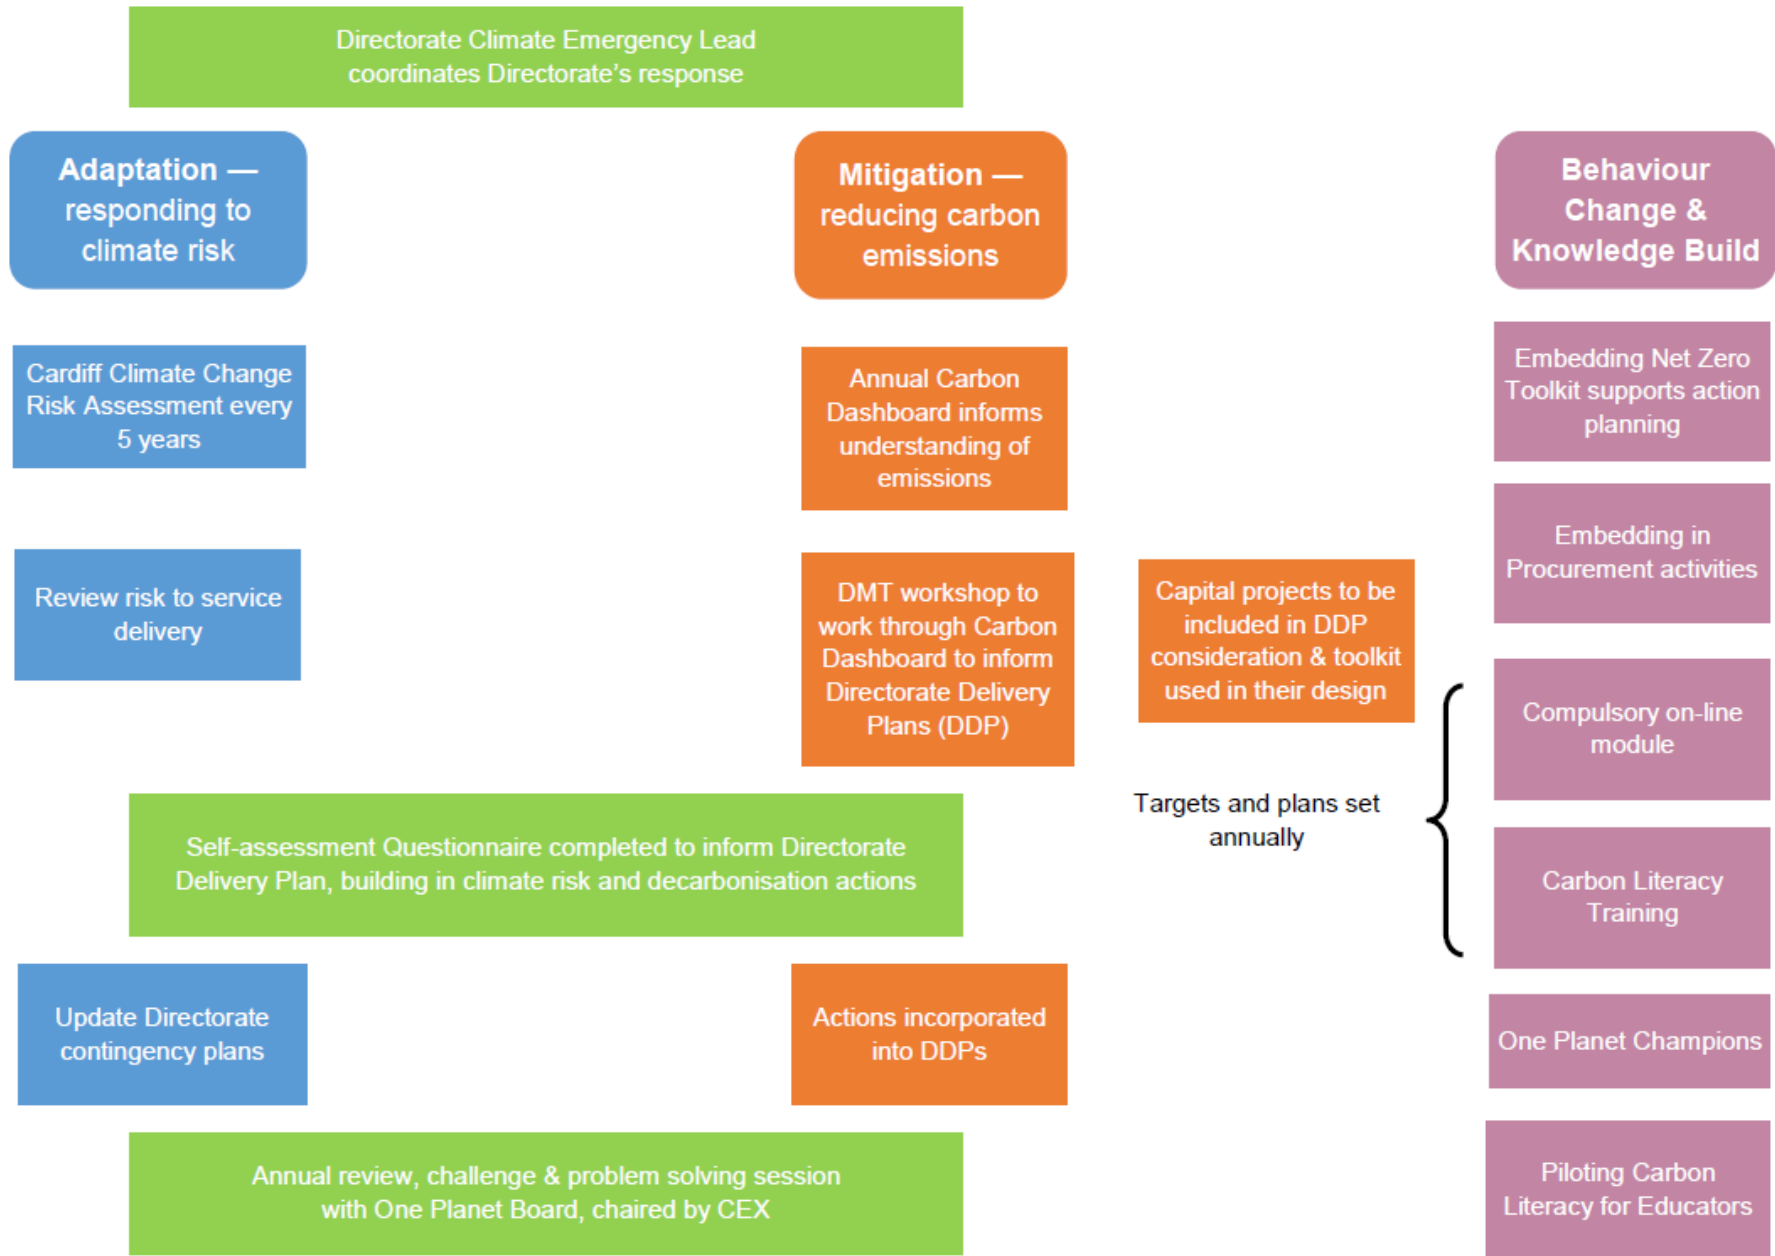 Directorate Climate Emergency Lead
coordinates Directorate's response
Adaptation —
responding to
climate risk
Mitigation —
reducing carbon
emissions
Behaviour
Change &
Knowledge Build
Cardiff Climate Change
Risk Assessment every
5 years
Annual Carbon
Dashboard informs
understanding of
emissions
Embedding Net Zero
Toolkit supports action
planning
Embedding in
Procurement activities
Review risk to service
delivery
DMT workshop to
work through Carbon
Dashboard to inform
Directorate Delivery
Plans (DDP)
Capital projects to be
included in DDP
consideration & toolkit
used in their design
Compulsory on-line
module
Targets and plans set
annually
Self-assessment Questionnaire completed to inform Directorate
Delivery Plan, building in climate risk and decarbonisation actions
Carbon Literacy
Training
Update Directorate
contingency plans
Actions incorporated
into DDPs
One Planet Champions
Annual review, challenge & problem solving session
with One Planet Board, chaired by CEX
Piloting Carbon
Literacy for Educators